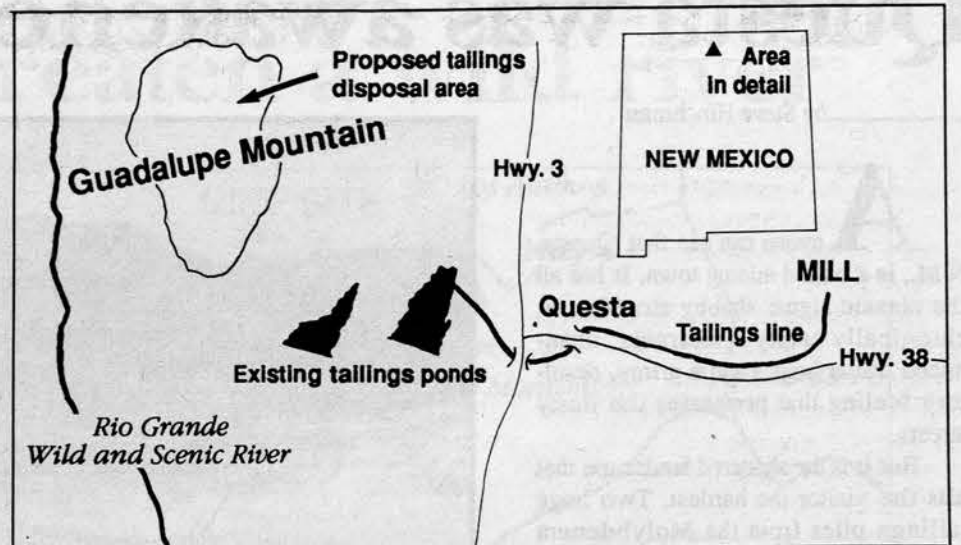 Proposed tailings
disposal area
Guadalupe Mountain
Hwy. 3
Area
in detail
NEW MEXICO
MILL
Questa
Tailings line
Hwy. 38
Existing tailings ponds
Rio Grande
Wild and Scenic River